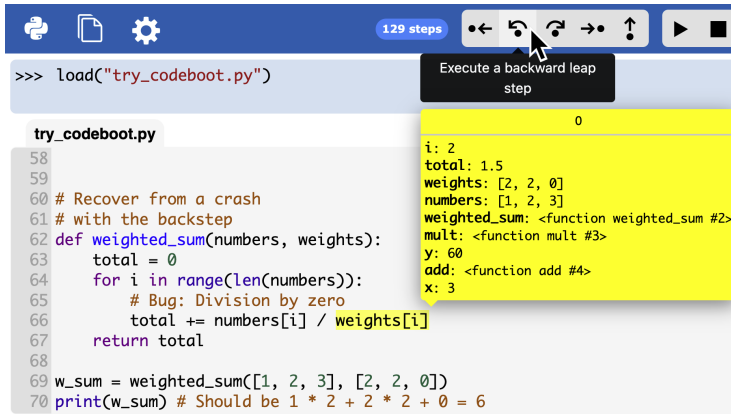 129 steps
Execute a backward leap
step
>>> load("try_codeboot.py")
try_codeboot.py
0
i: 2
total: 1.5
weights: [2, 2, 0]
numbers: [1, 2, 3]
weighted_sum: <function weighted_sum #2>
mult: <function mult #3>
y: 60
add: <function add #4>
x: 3
58
59
60 # Recover from a crash
61 # with the backstep
62 def weighted_sum(numbers, weights):
63 total = 0
64 for i in range(len(numbers)):
65 # Bug: Division by zero
66 total += numbers[i] / weights[i]
67 return total
68
69 w_sum = weighted_sum([1, 2, 3], [2, 2, 0])
70 print(w_sum) # Should be 1 * 2 + 2 * 2 + 0 = 6